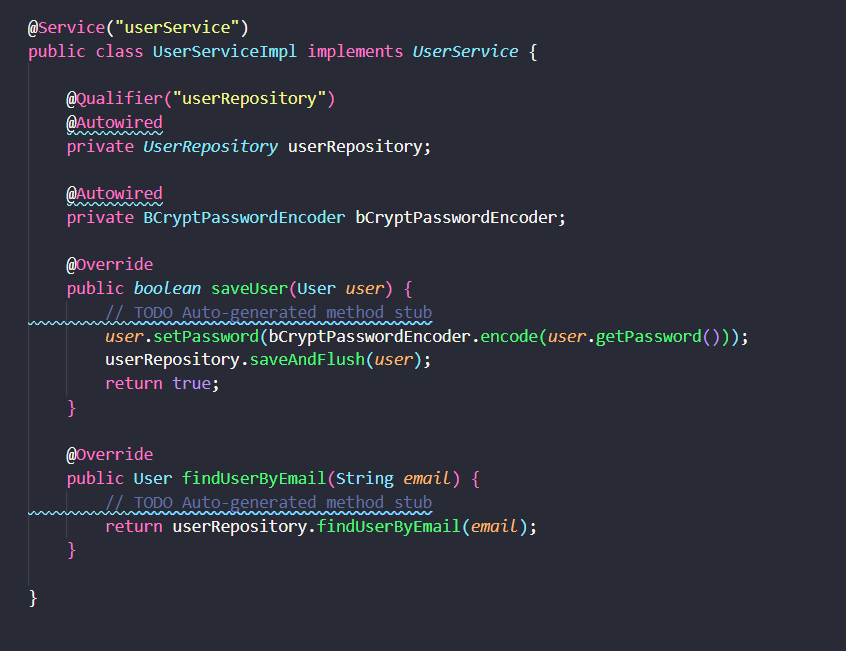 @Service("userService")
public class UserServiceImpl implements UserService {
@Qualifier("userRepository")
@Autowired
private UserRepository userRepository;
@Autowired
private BCryptPasswordEncoder bCryptPasswordEncoder;
@Override
public boolean saveUser(User user) {
// TODO Auto-generated method stub
user.setPassword(bCryptPasswordEncoder.encode(user.getPassword()));
userRepository.saveAndFlush(user);
return true;
}
@Override
public User findUserByEmail(String email) {
// TODO Auto-generated method stub
return userRepository.findUserByEmail(email);
}
}